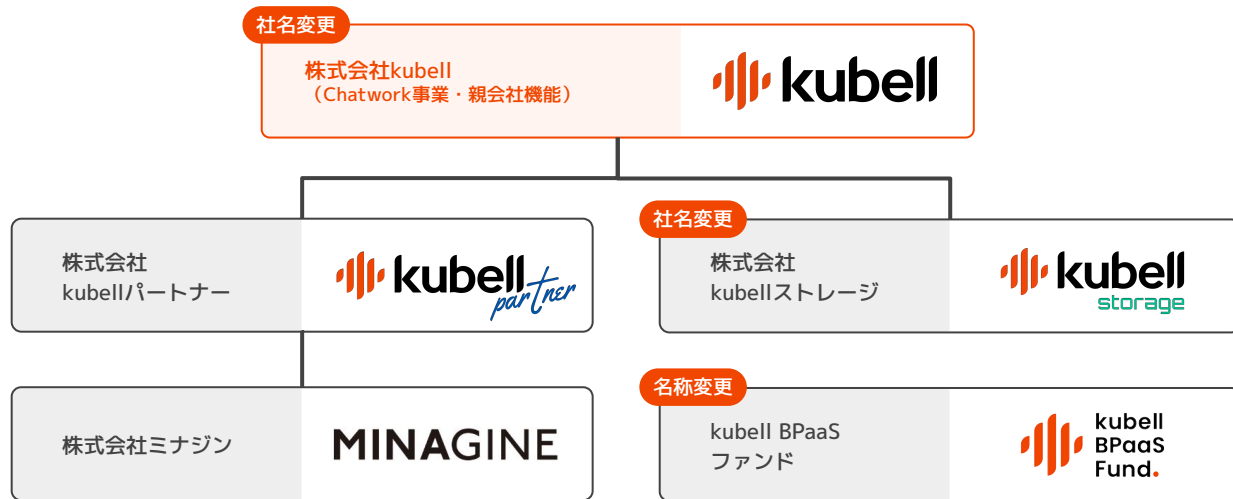 社名変更
株式会社kubell
（Chatwork事業・親会社機能）
kubell
株式会社
kubellパートナー
kubell
partner
社名変更
株式会社
kubellストレージ
kubell
storage
株式会社ミナジン
MINAGINE
名称変更
kubell BPaaS
ファンド
kubell
BPaaS
Fund.